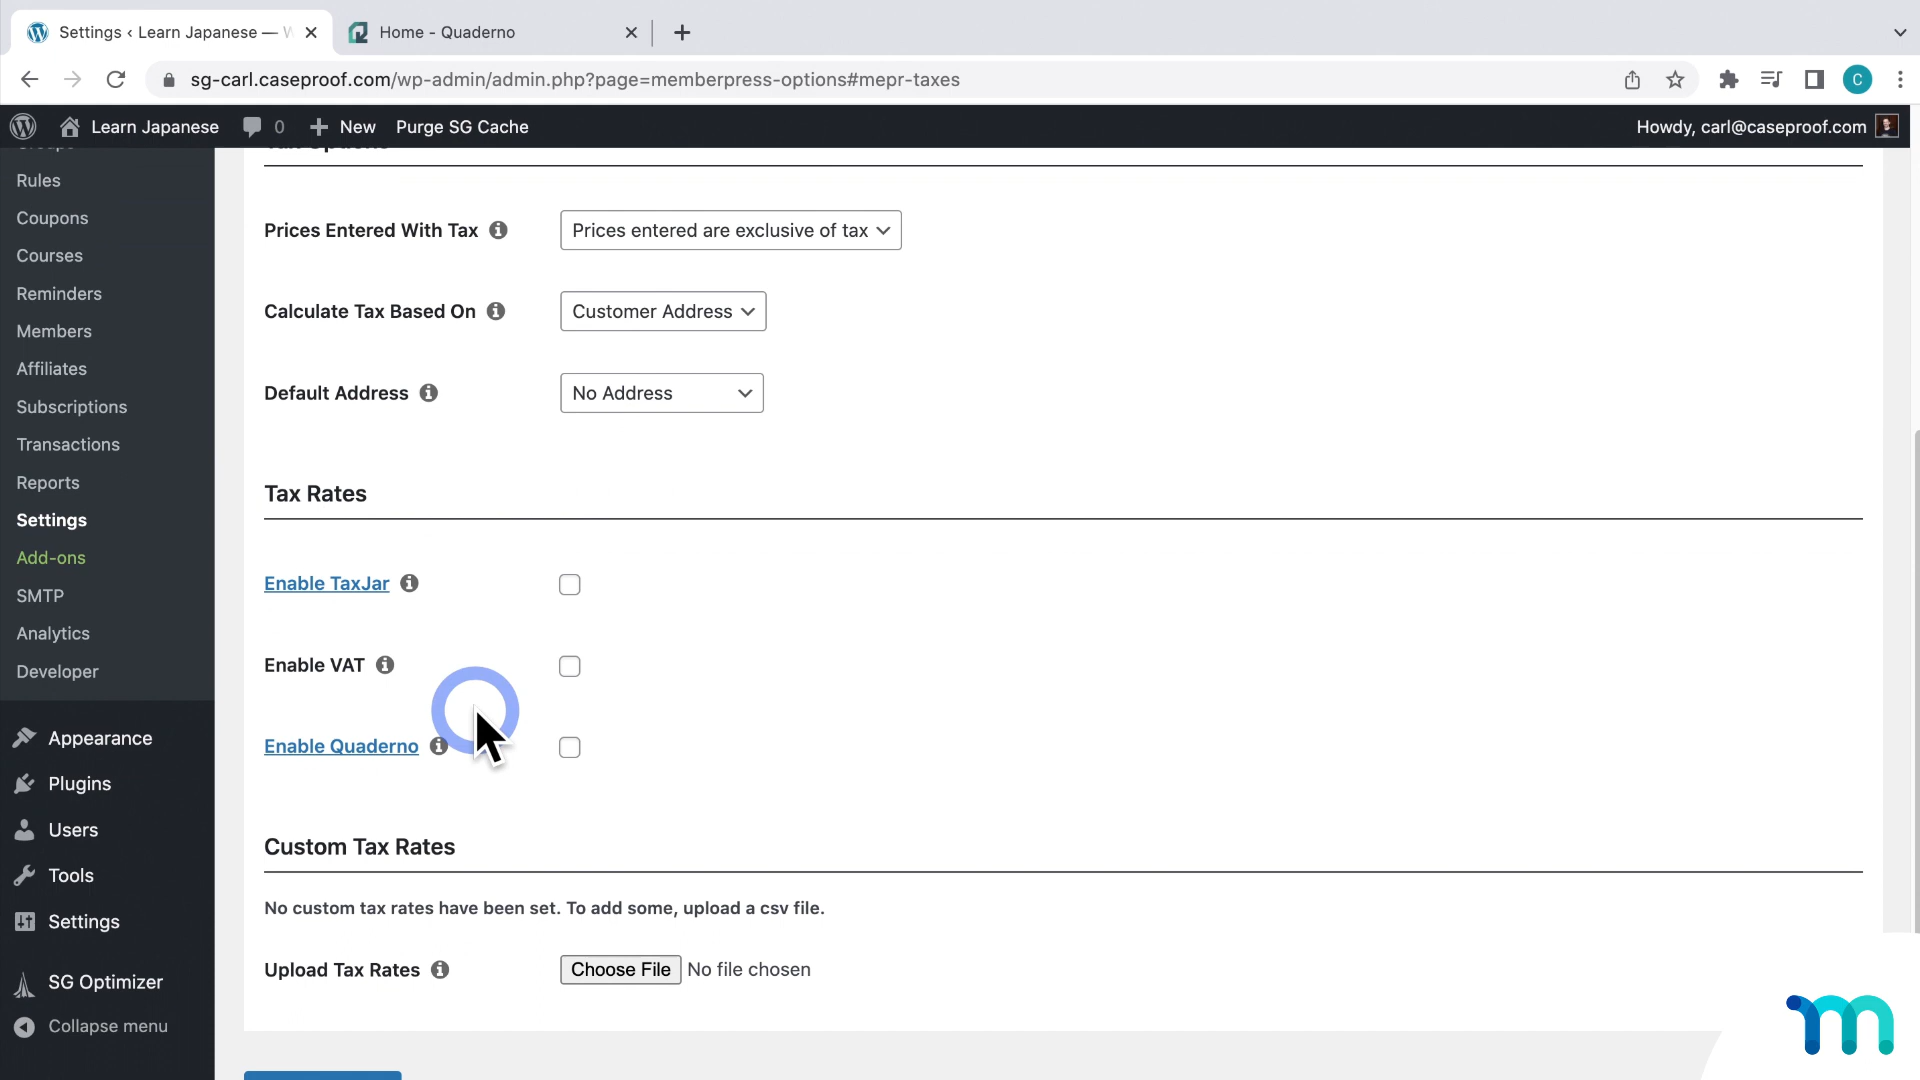 Settings ‹ Learn Japanese —
Home - Quaderno
sg-carl.caseproof.com/wp-admin/admin.php?page=memberpress-options#mepr-taxes
C
Learn Japanese
0
New
Purge SG Cache
Howdy, carl@caseproof.com
Groups
Rules
Coupons
Courses
Reminders
Members
Affiliates
Subscriptions
Transactions
Reports
Settings
Add-ons
SMTP
Analytics
Developer
Appearance
Plugins
Users
Tools
Settings
SG Optimizer
Collapse menu
Tax Options
Prices Entered With Tax
Prices entered are exclusive of tax
Calculate Tax Based On
Customer Address
Default Address
No Address
Tax Rates
Enable TaxJar
Enable VAT
Enable Quaderno
Custom Tax Rates
No custom tax rates have been set. To add some, upload a csv file.
Upload Tax Rates
Choose File No file chosen